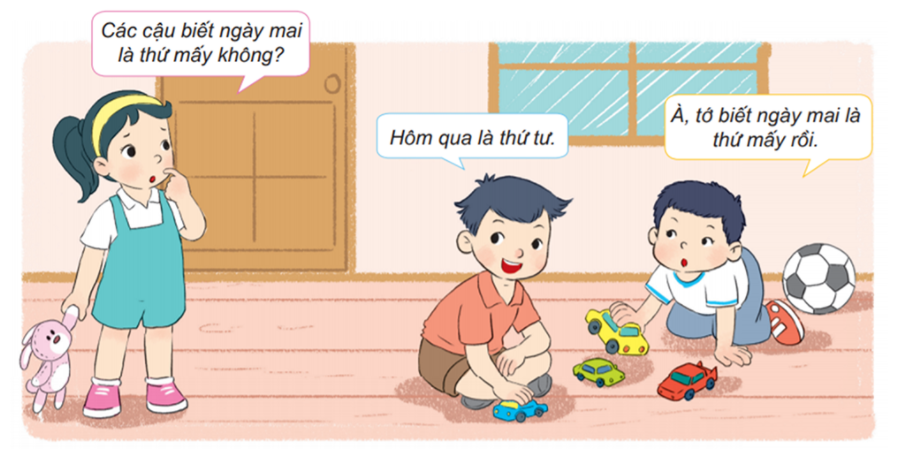 Các cậu biết ngày mai
là thứ mấy không?
Hôm qua là thứ tư.
À, tớ biết ngày mai là
thứ mấy rồi.